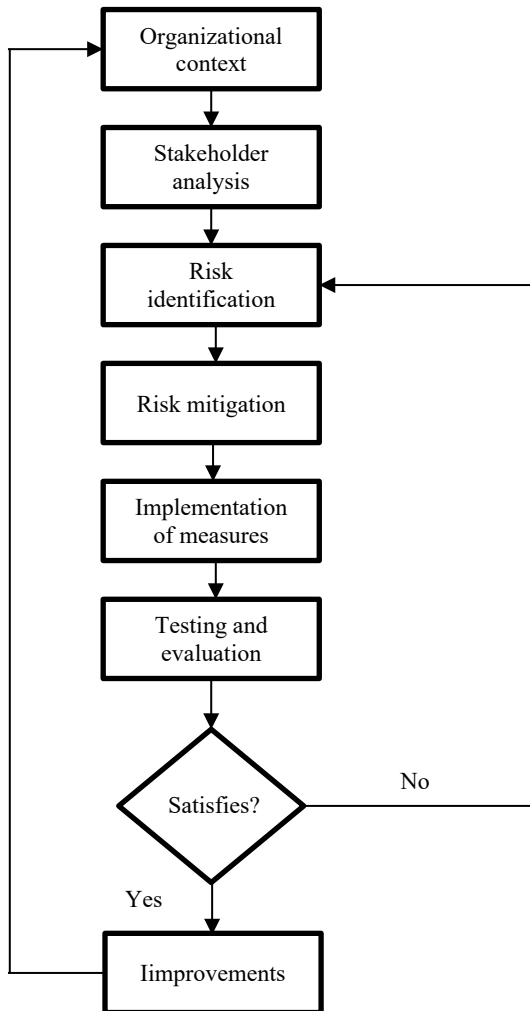 Organizational
context
Stakeholder
analysis
Risk
identification
Risk mitigation
Implementation
of measures
Testing and
evaluation
Satisfies?
No
Yes
Iimprovements